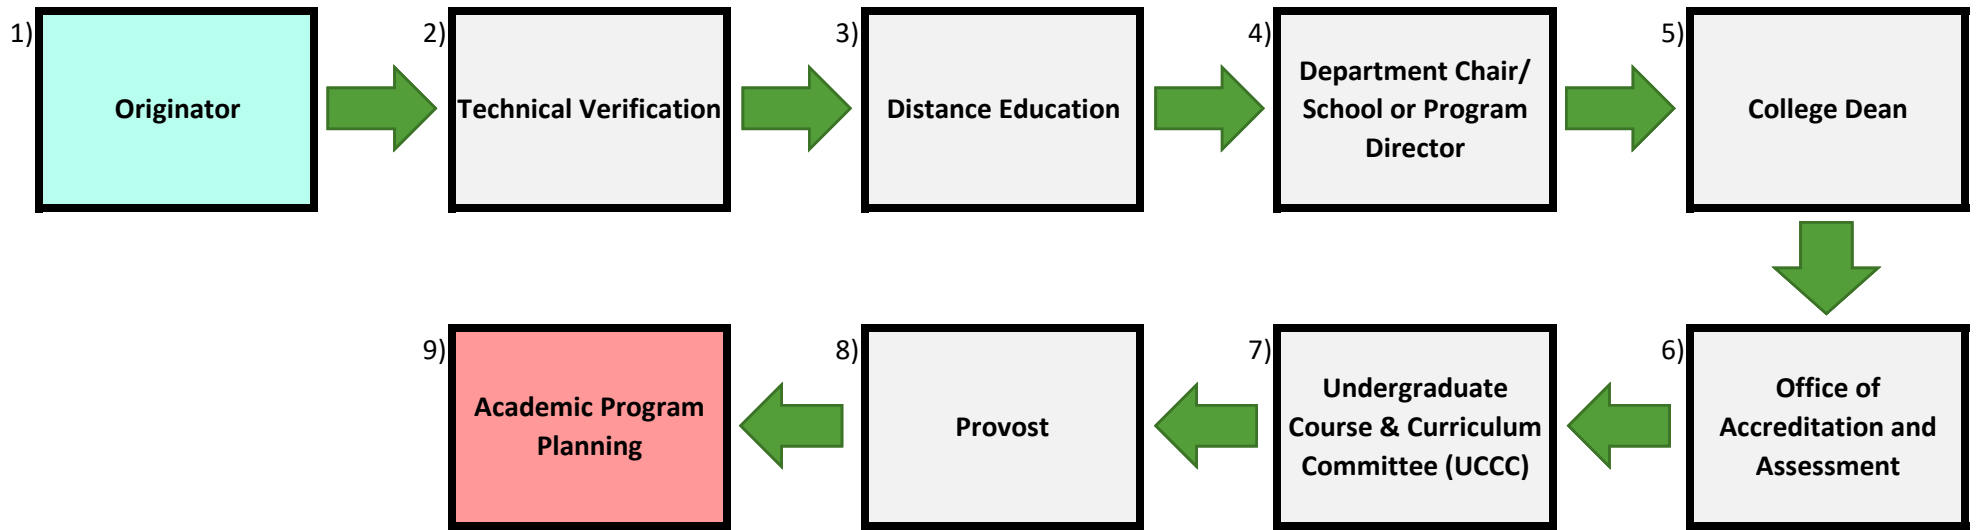 1)
Originator
2)
Technical Verification
3)
Distance Education
4)
Department Chair/
School or Program
Director
5)
College Dean
6)
Office of
Accreditation and
Assessment
7)
Undergraduate
Course & Curriculum
Committee (UCCC)
8)
Provost
9)
Academic Program
Planning